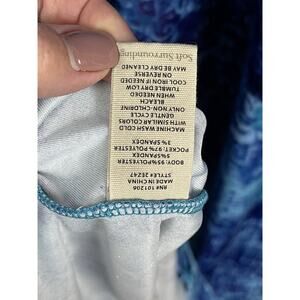 RN# 101206
MADE IN CHINA
STYLE# 2E247
BODY: 95%POLYESTER
5%SPANDEX
POCKET: 97% POLYESTER
3% SPANDEX
MACHINE WASH COLD
WITH SIMILAR COLORS
GENTLE CYCLE
ONLY NON-CHLORINE
BLEACH
WHEN NEEDED
TUMBLE DRY LOW
COOL IRON IF NEEDED
ON REVERSE
MAY BE DRY CLEANED
Soft Surroundings